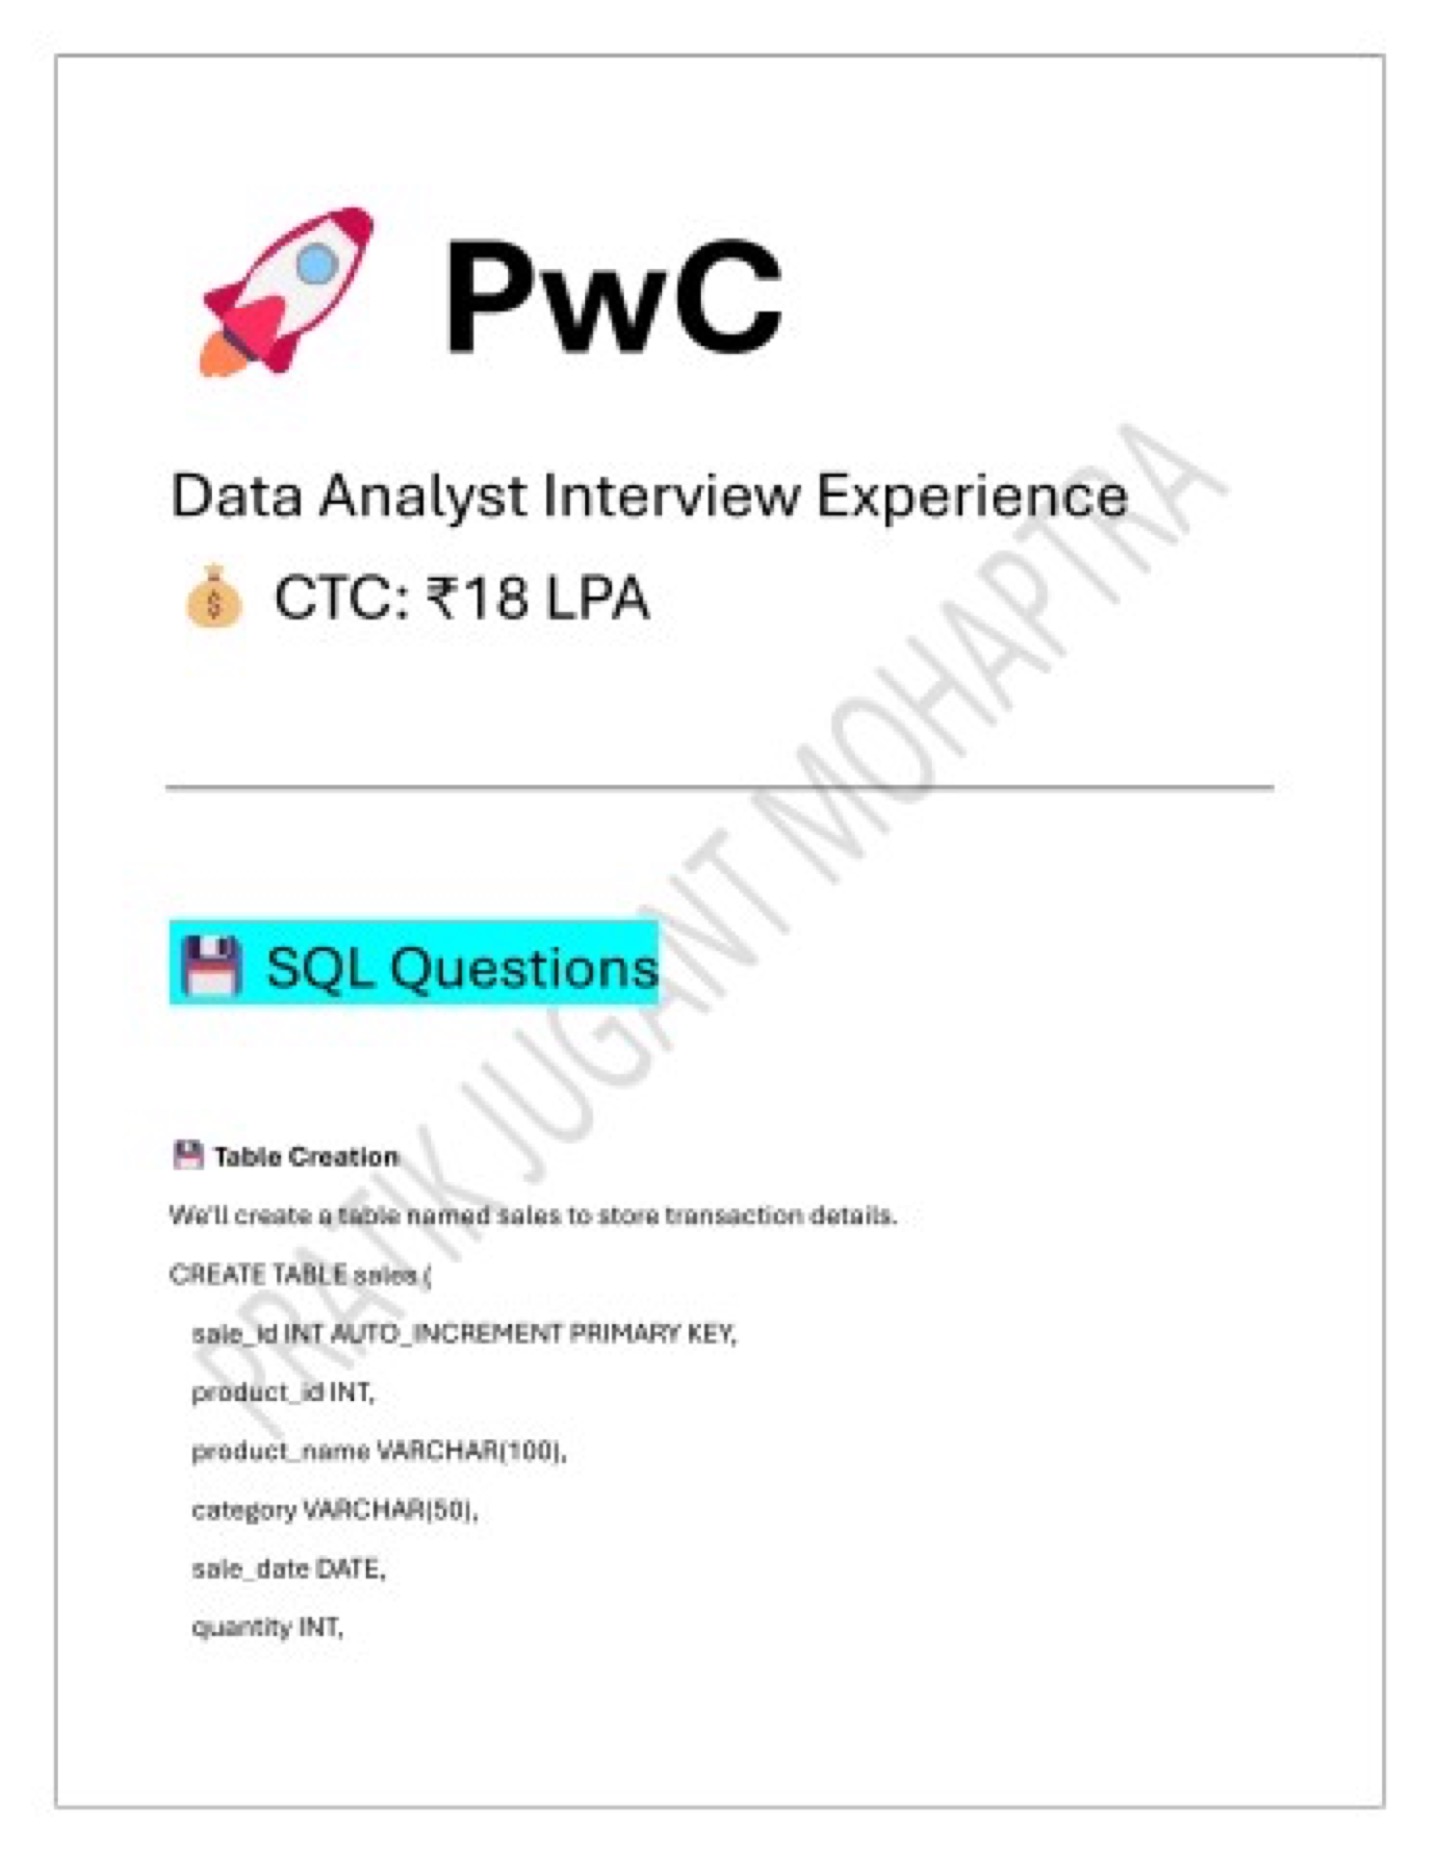 PwC
Data Analyst Interview Experience
CTC: ₹18 LPA
SQL Questions
Table Creation
We'll create a table named sales to store transaction details.
CREATE TABLE sales (
sale_id INT AUTO_INCREMENT PRIMARY KEY,
product_id INT,
product_name VARCHAR(100),
category VARCHAR(50),
sale_date DATE,
quantity INT,
PRATIK JUGANT MOHAPTRA